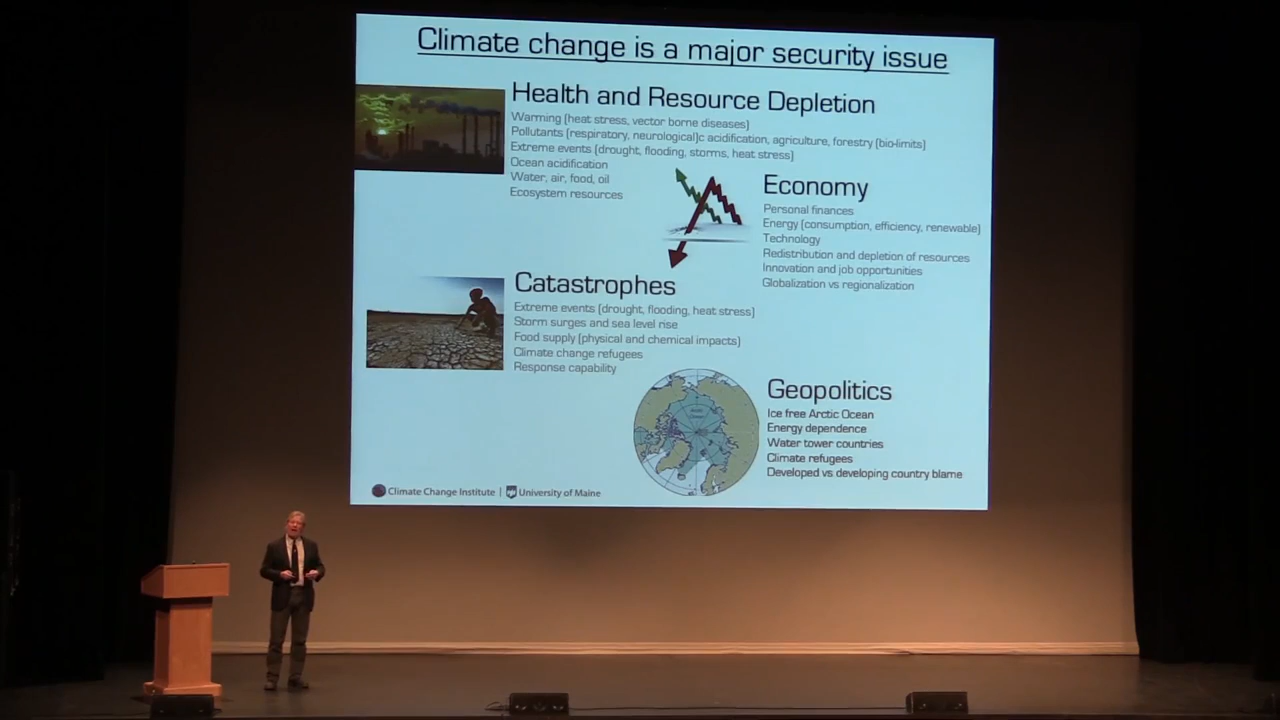 Climate change is a major security issue
Health and Resource Depletion
Warming (heat stress, vector borne diseases)
Pollutants (respiratory, neurological)c acidification, agriculture, forestry (bio-limits)
Extreme events (drought, flooding, storms, heat stress)
Ocean acidification
Water, air, food, oil
Ecosystem resources
Economy
Personal finances
Energy (consumption, efficiency, renewable)
Technology
Redistribution and depletion of resources
Innovation and job opportunities
Globalization vs regionalization
Catastrophes
Extreme events (drought, flooding, heat stress)
Storm surges and sea level rise
Food supply (physical and chemical impacts)
Climate change refugees
Response capability
Geopolitics
Ice free Arctic Ocean
Energy dependence
Water tower countries
Climate refugees
Developed vs developing country blame
Arctic
Ocean
Climate Change Institute | University of Maine